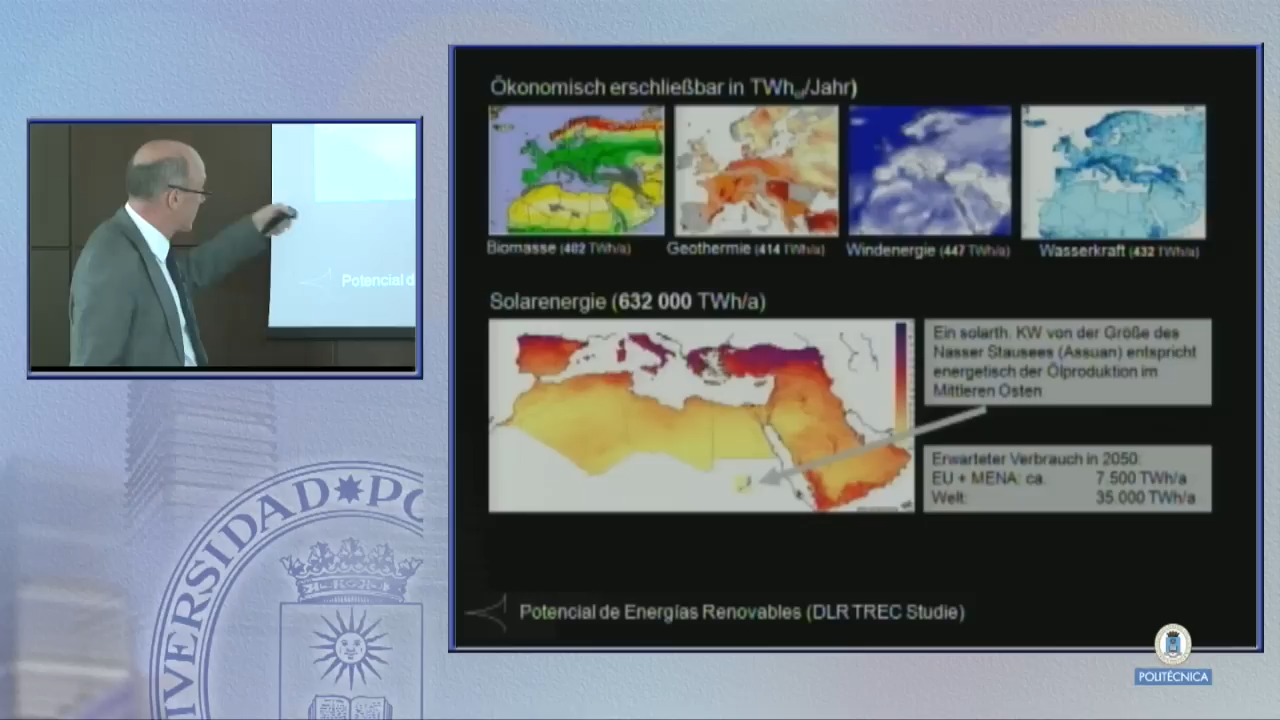 Ökonomisch erschließbar in TWh /Jahr)
Biomasse (402 TWh/a)
Geothermie (414 TWh/a)
Windenergie (447 TWh/a)
Wasserkraft (432 TWh/a)
Solarenergie (632 000 TWh/a)
Ein solarth. KW von der Größe des
Nasser Stausees (Assuan) entspricht
energetisch der Ölproduktion im
Mittleren Osten
Erwarteter Verbrauch in 2050:
EU + MENA: ca. 7.500 TWh/a
Welt: 35.000 TWh/a
Potencial de Energías Renovables (DLR TREC Studie)
Potencial d
VERSIDAD PO
POLITÉCNICA